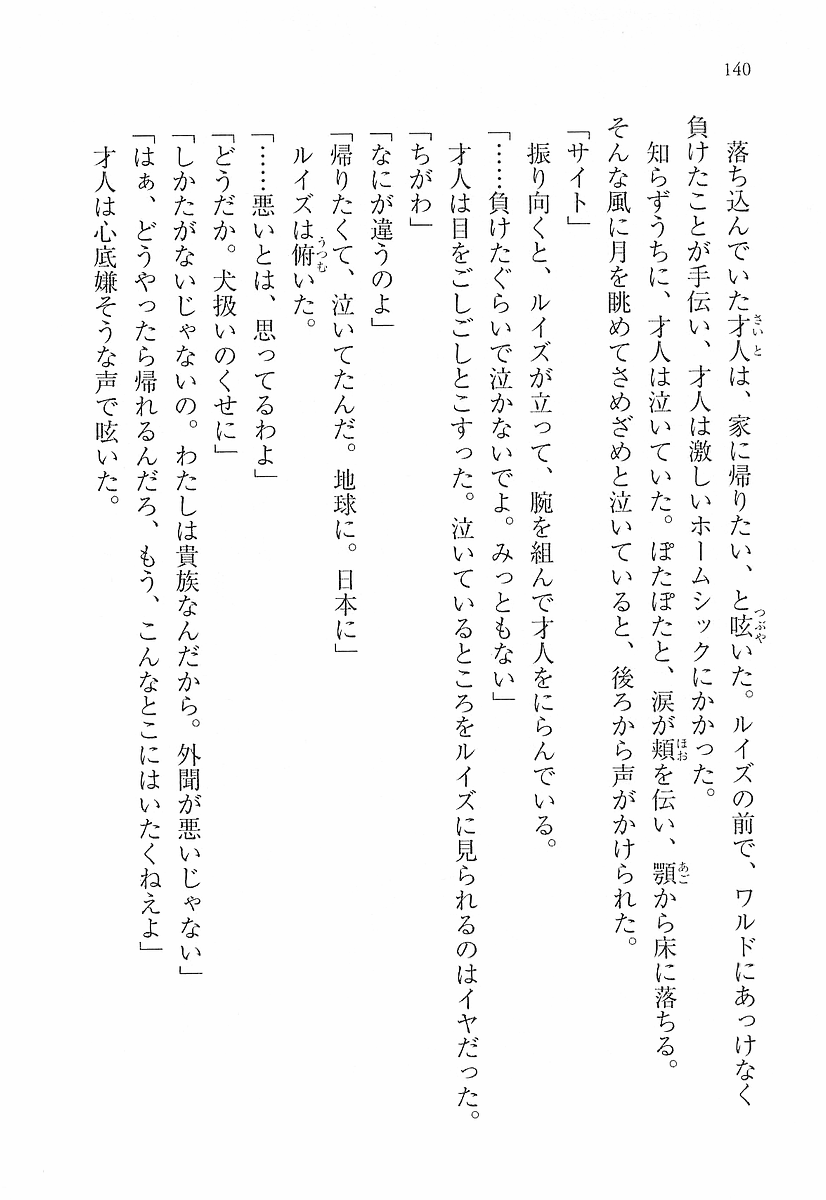 140
落ち込んでいた才人は、家に帰りたい、と呟いた。ルイズの前で、ワルドにあっけなく
負けたことが手伝い、才人は激しいホームシックにかかった。
知らずうちに、才人は泣いていた。ぽたぽたと、涙が頬を伝い、顎から床に落ちる。
そんな風に月を眺めてさめざめと泣いていると、後ろから声がかけられた。
「サイト」
振り向くと、ルイズが立って、腕を組んで才人をにらんでいる。
「……負けたぐらいで泣かないでよ。みっともない」
才人は目をごしごしとこすった。泣いているところをルイズに見られるのはイヤだった。
「ちがわ」
「なにが違うのよ」
「帰りたくて、泣いてたんだ。地球に。日本に」
ルイズは俯いた。
「……悪いとは、思ってるわよ」
「どうだか。犬扱いのくせに」
「しかたがないじゃないの。わたしは貴族なんだから。外聞が悪いじゃない」
「はぁ、どうやったら帰れるんだろ、もう、こんなとこにはいたくねえよ」
才人は心底嫌そうな声で呟いた。